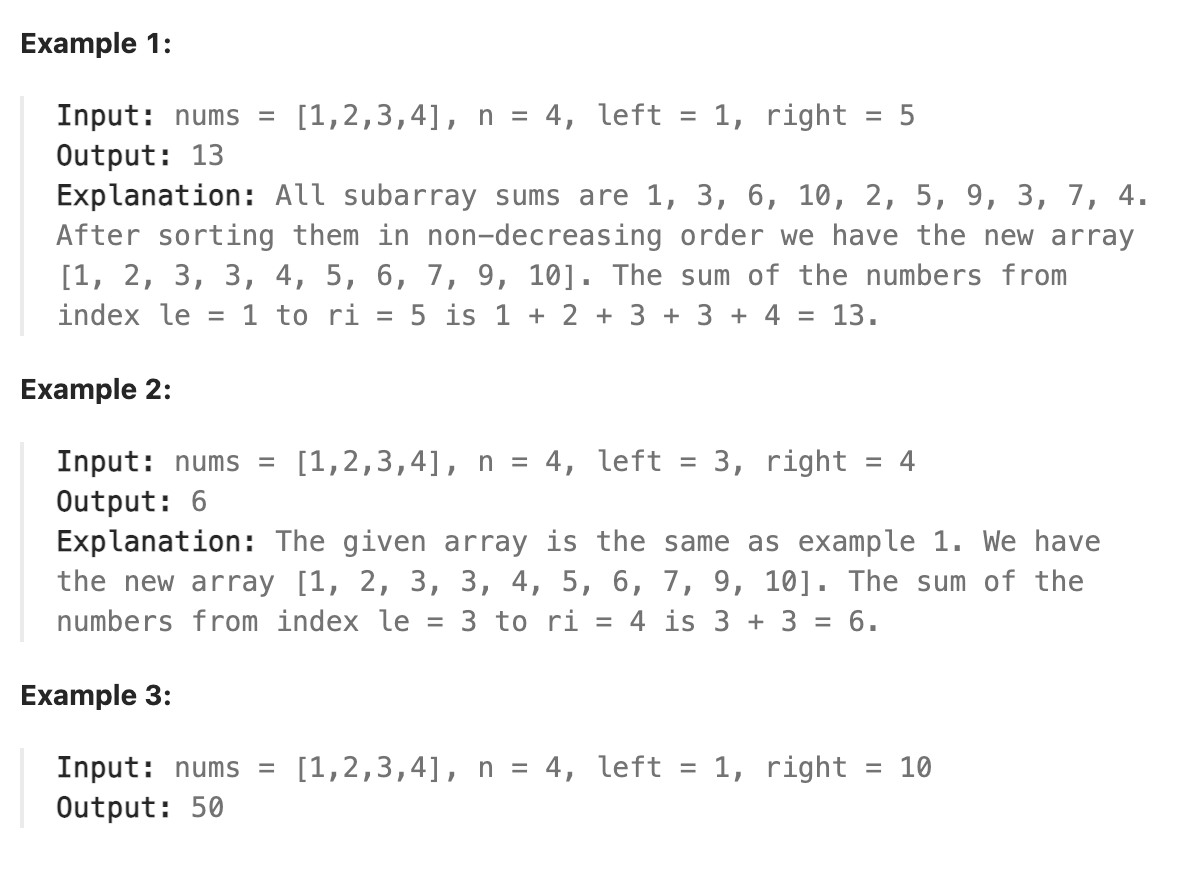 Example 1:
Input: nums = [1,2,3,4], n = 4, left = 1, right = 5
Output: 13
Explanation: All subarray sums are 1, 3, 6, 10, 2, 5, 9, 3, 7, 4.
After sorting them in non-decreasing order we have the new array
[1, 2, 3, 3, 4, 5, 6, 7, 9, 10]. The sum of the numbers from
index le = 1 to ri = 5 is 1 + 2 + 3 + 3 + 4 = 13.
Example 2:
Input: nums = [1,2,3,4], n = 4, left = 3, right = 4
Output: 6
Explanation: The given array is the same as example 1. We have
the new array [1, 2, 3, 3, 4, 5, 6, 7, 9, 10]. The sum of the
numbers from index le = 3 to ri = 4 is 3 + 3 = 6.
Example 3:
Input: nums = [1,2,3,4], n = 4, left = 1, right = 10
Output: 50